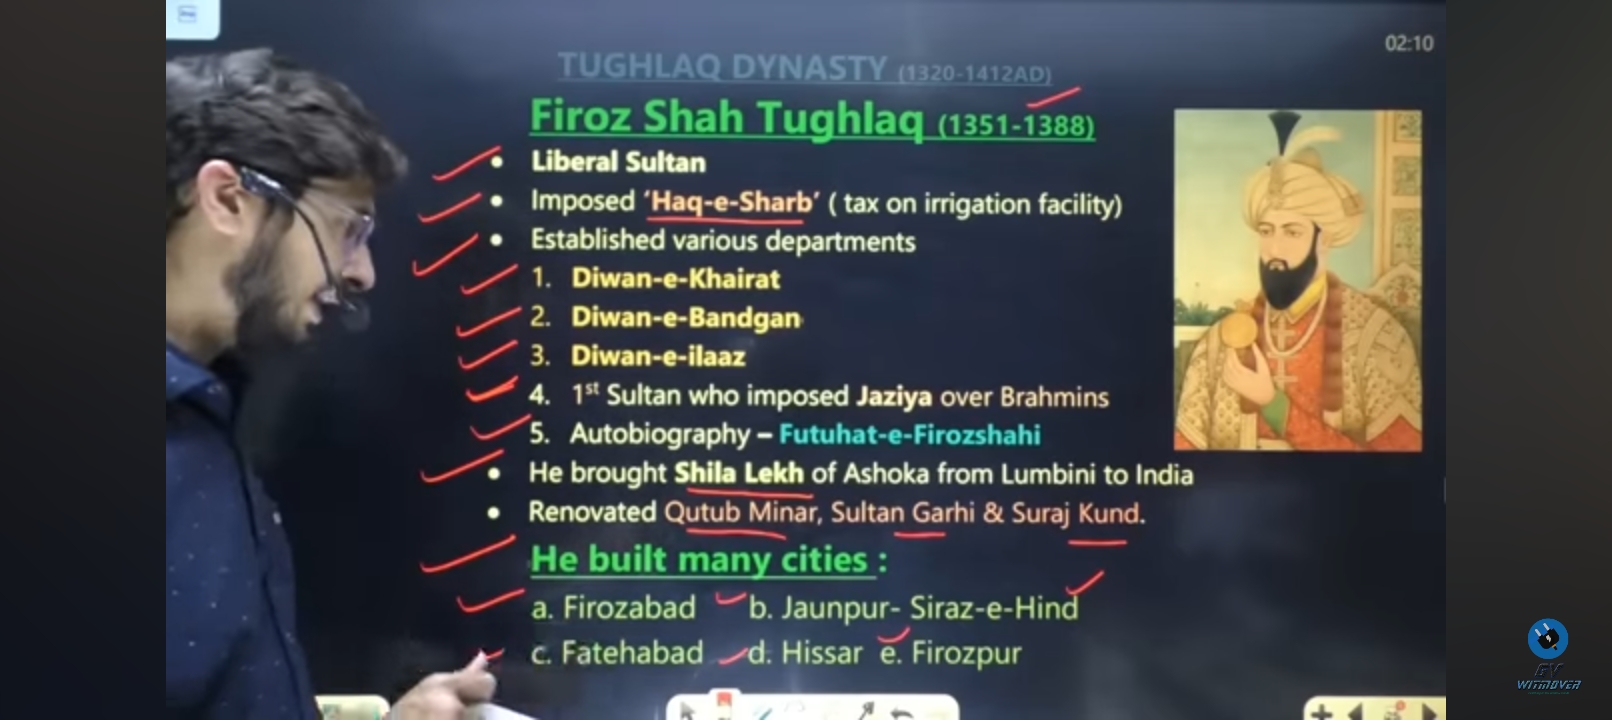 02:10
TUGHLAQ DYNASTY (1320-1412AD)
Firoz Shah Tughlaq (1351-1388)
• Liberal Sultan
• Imposed ‘Haq-e-Sharb’ ( tax on irrigation facility)
• Established various departments
1. Diwan-e-Khairat
2. Diwan-e-Bandgan
3. Diwan-e-ilaaz
4. 1st Sultan who imposed Jaziya over Brahmins
5. Autobiography – Futuhat-e-Firozshahi
• He brought Shila Lekh of Ashoka from Lumbini to India
• Renovated Qutub Minar, Sultan Garhi & Suraj Kund.
He built many cities :
a. Firozabad b. Jaunpur- Siraz-e-Hind
c. Fatehabad d. Hissar e. Firozpur